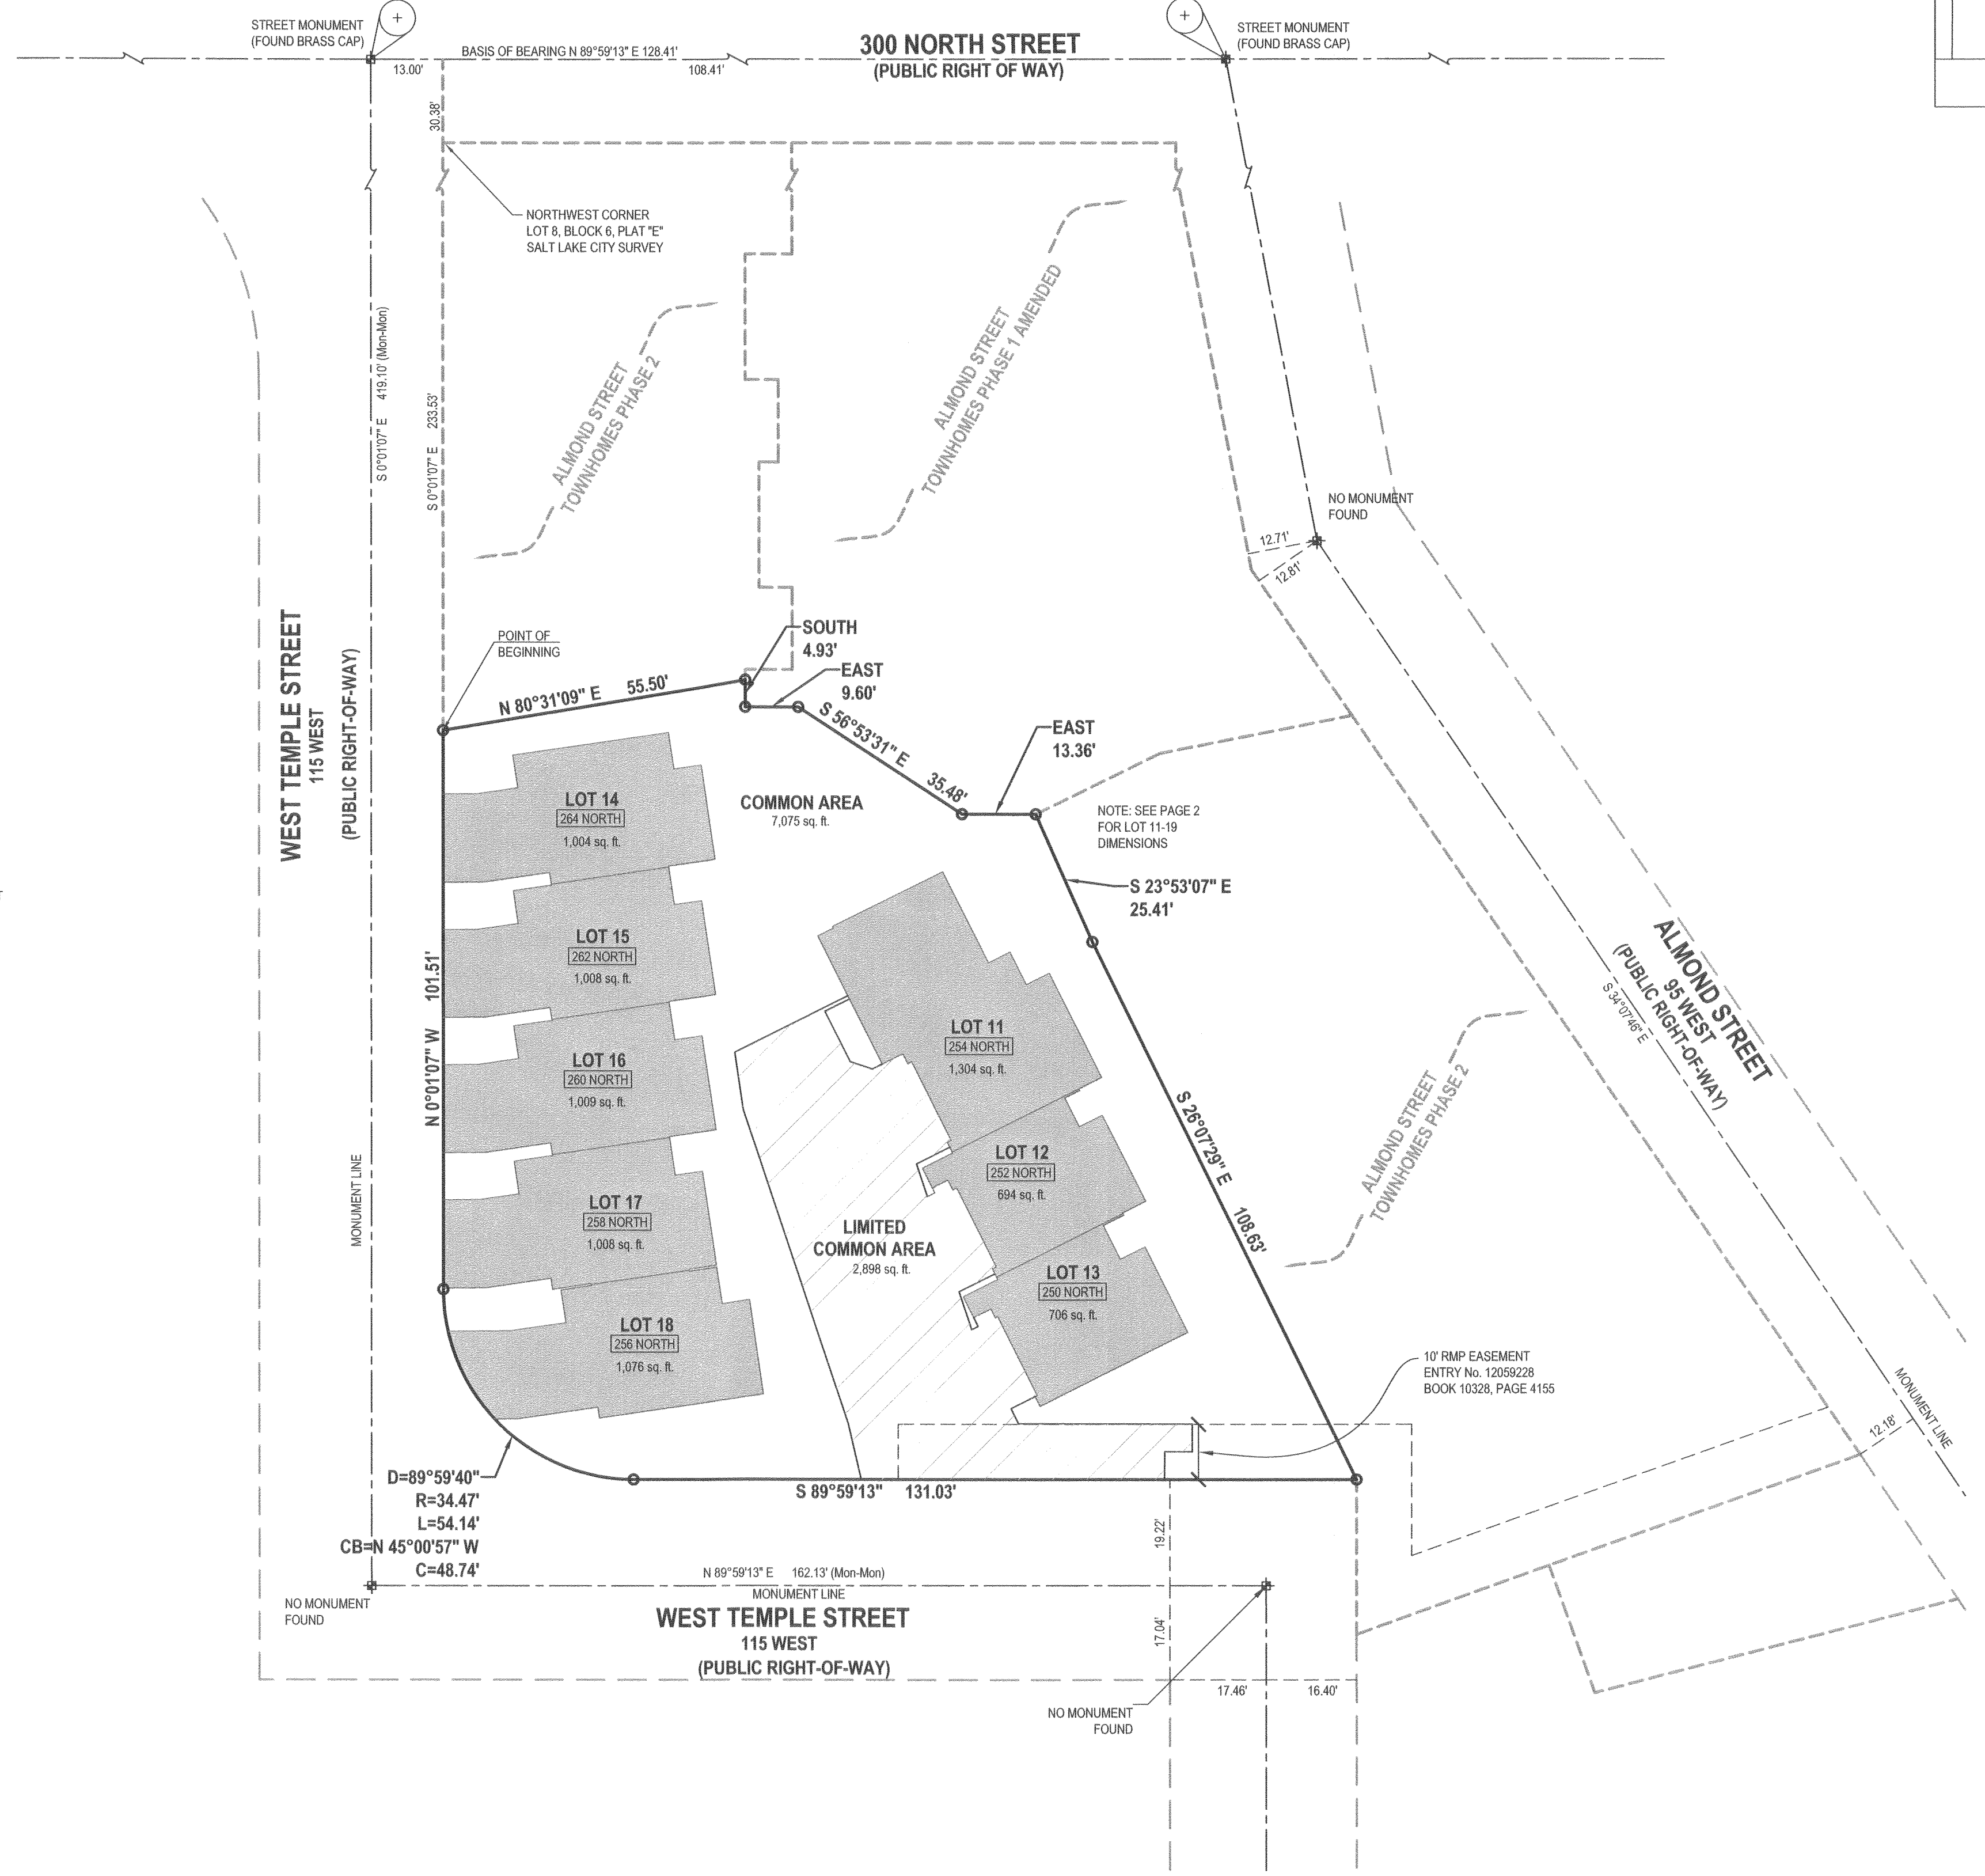 STREET MONUMENT
(FOUND BRASS CAP)
STREET MONUMENT
(FOUND BRASS CAP)
BASIS OF BEARING N 89°59'13" E 128.41'
13.00'
108.41'
300 NORTH STREET
(PUBLIC RIGHT OF WAY)
30.38'
NORTHWEST CORNER
LOT 8, BLOCK 6, PLAT "E"
SALT LAKE CITY SURVEY
S 0°01'07" E 419.10' (Mon-Mon)
S 0°01'07" E 233.53'
ALMOND STREET
TOWNHOMES PHASE 2
ALMOND STREET
TOWNHOMES PHASE 1 AMENDED
NO MONUMENT
FOUND
12.71'
12.81'
WEST TEMPLE STREET
115 WEST
(PUBLIC RIGHT-OF-WAY)
POINT OF
BEGINNING
SOUTH
4.93'
EAST
9.60'
N 80°31'09" E 55.50'
S 56°53'31" E 35.48'
EAST
13.36'
NOTE: SEE PAGE 2
FOR LOT 11-19
DIMENSIONS
S 23°53'07" E
25.41'
COMMON AREA
7,075 sq. ft.
LOT 14
264 NORTH
1,004 sq. ft.
LOT 15
262 NORTH
1,008 sq. ft.
LOT 16
260 NORTH
1,009 sq. ft.
LOT 17
258 NORTH
1,008 sq. ft.
LOT 18
256 NORTH
1,076 sq. ft.
LOT 11
254 NORTH
1,304 sq. ft.
LOT 12
252 NORTH
694 sq. ft.
LOT 13
250 NORTH
706 sq. ft.
LIMITED
COMMON AREA
2,898 sq. ft.
N 0°01'07" W 101.51'
MONUMENT LINE
S 26°07'29" E 108.63'
ALMOND STREET
95 WEST
(PUBLIC RIGHT-OF-WAY)
S 34°07'46" E
ALMOND STREET
TOWNHOMES PHASE 2
10' RMP EASEMENT
ENTRY No. 12059228
BOOK 10328, PAGE 4155
MONUMENT LINE
12.18'
D=89°59'40"
R=34.47'
L=54.14'
CB=N 45°00'57" W
C=48.74'
S 89°59'13" 131.03'
19.22'
N 89°59'13" E 162.13' (Mon-Mon)
MONUMENT LINE
NO MONUMENT
FOUND
WEST TEMPLE STREET
115 WEST
(PUBLIC RIGHT-OF-WAY)
17.04'
17.46'
16.40'
NO MONUMENT
FOUND